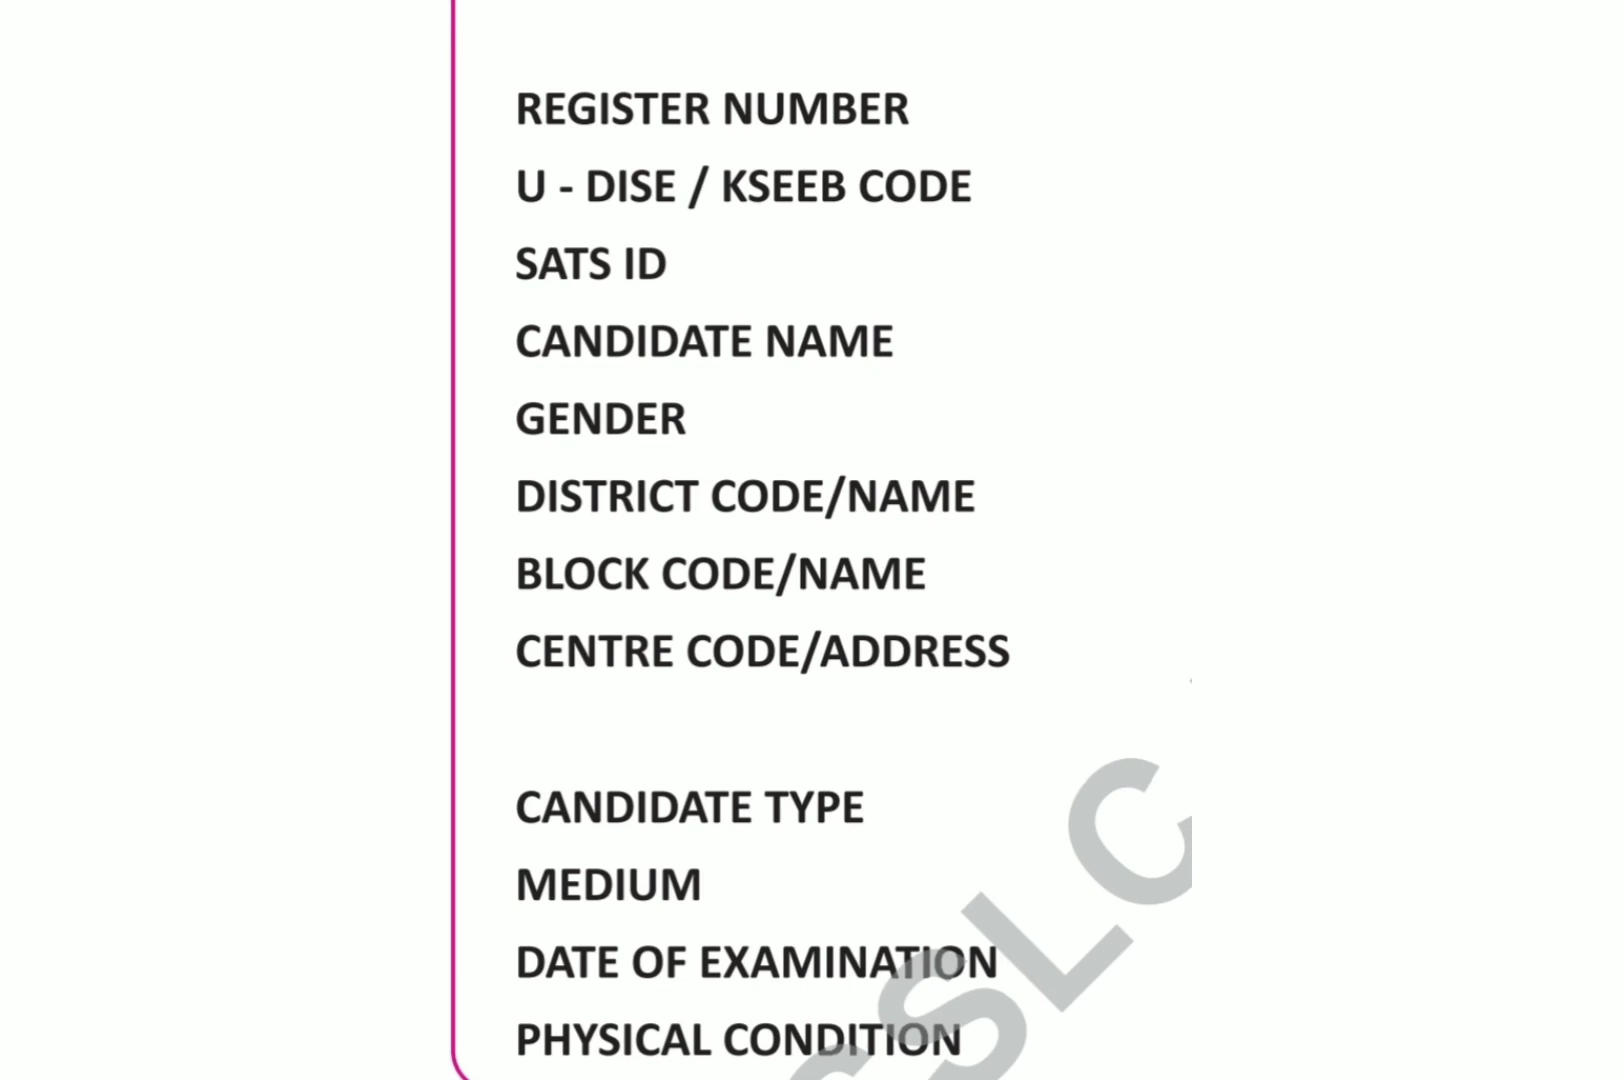 REGISTER NUMBER
U - DISE / KSEEB CODE
SATS ID
CANDIDATE NAME
GENDER
DISTRICT CODE/NAME
BLOCK CODE/NAME
CENTRE CODE/ADDRESS
CANDIDATE TYPE
MEDIUM
DATE OF EXAMINATION
PHYSICAL CONDITION
SSLC